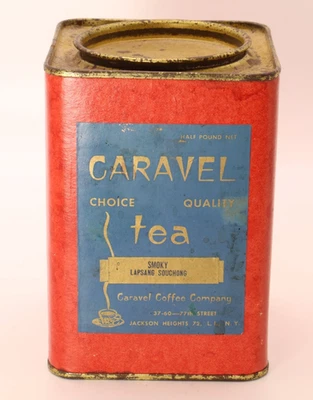 HALF POUND NET
CARAVEL
CHOICE QUALITY
tea
SMOKY
LAPSANG SOUCHONG
Caravel Coffee Company
37-60—77TH STREET
JACKSON HEIGHTS 72, L. I., N. Y.